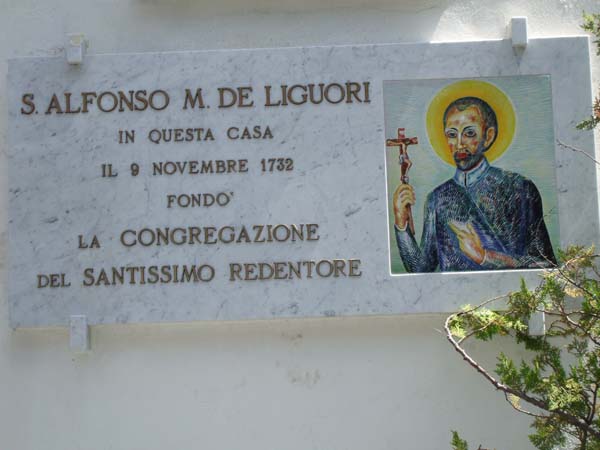 S. ALFONSO M. DE LIGUORI
IN QUESTA CASA
IL 9 NOVEMBRE 1732
FONDO'
LA CONGREGAZIONE
DEL SANTISSIMO REDENTORE